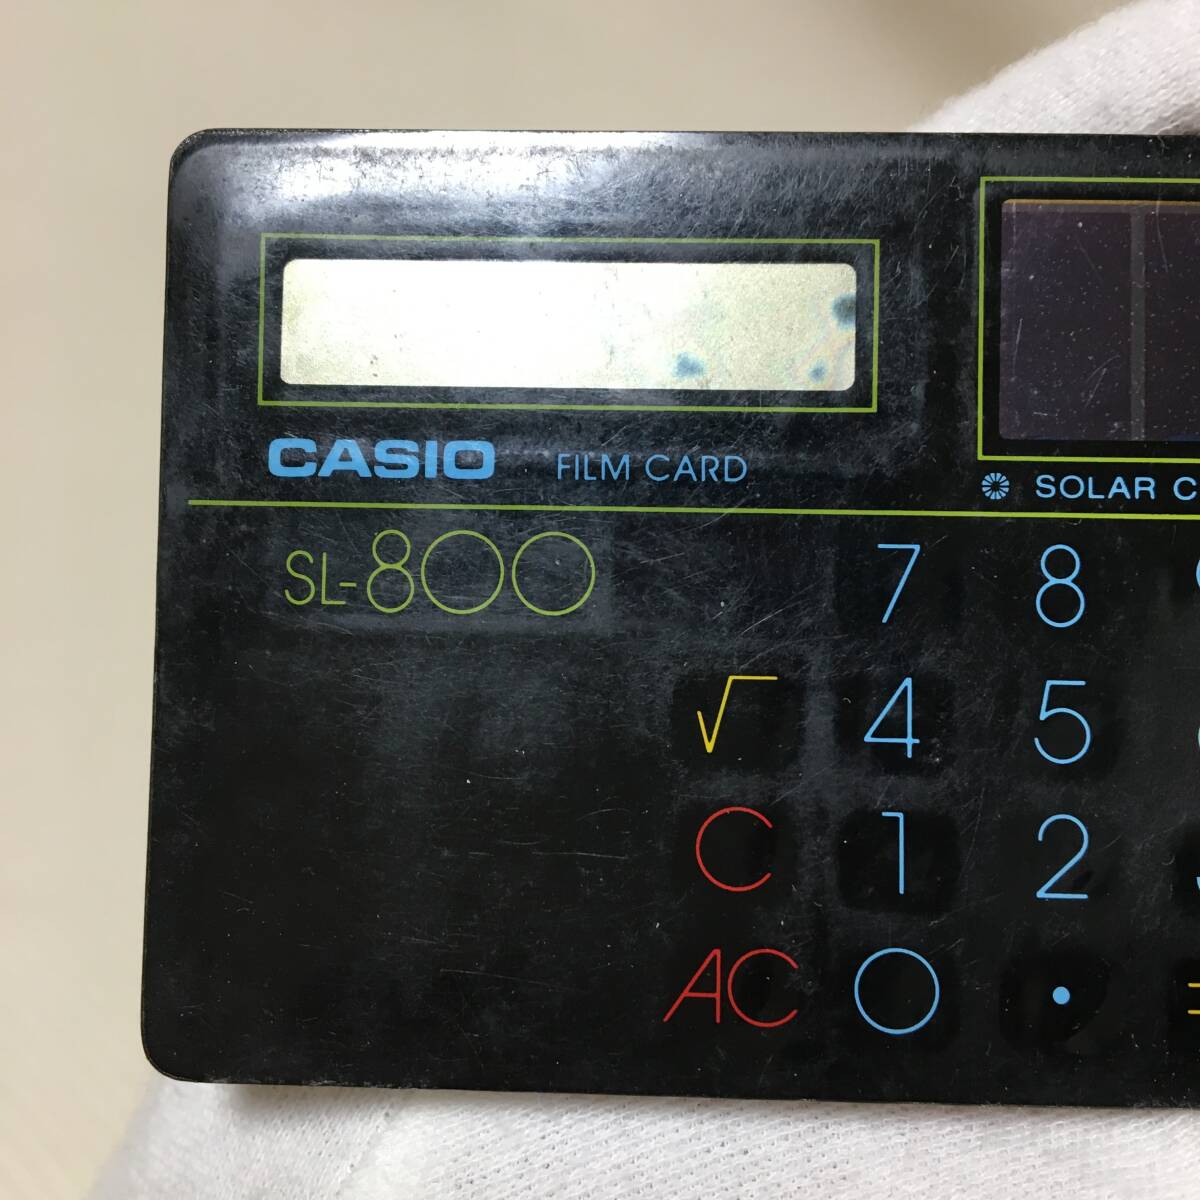 CASIO FILM CARD
SOLAR C
SL-800
7 8
√ 4 5
C 1 2
AC 0 ·